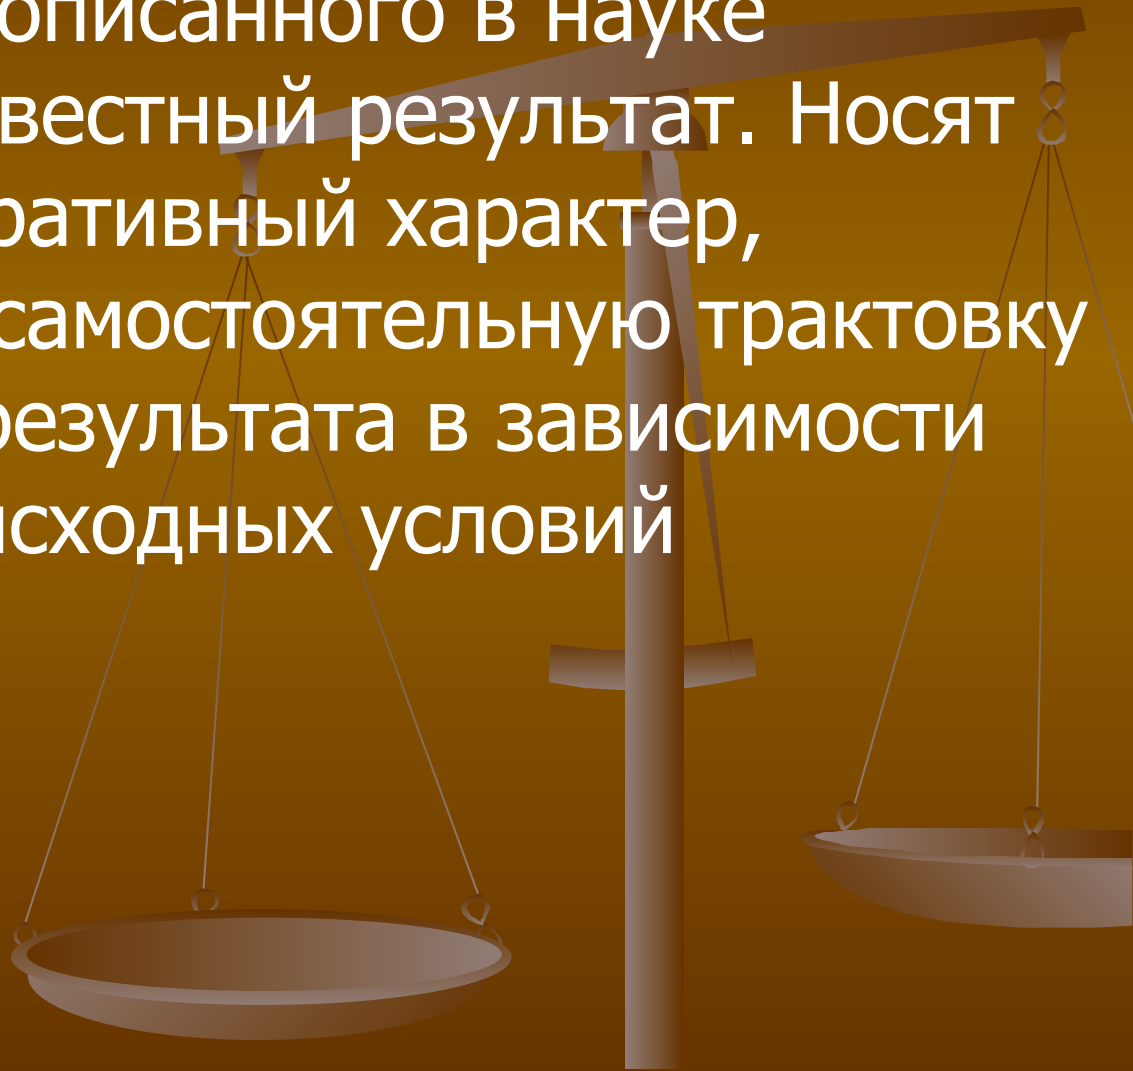 описанного в науке
вестный результат. Носят
ративный характер,
самостоятельную трактовку
результата в зависимости
исходных условий